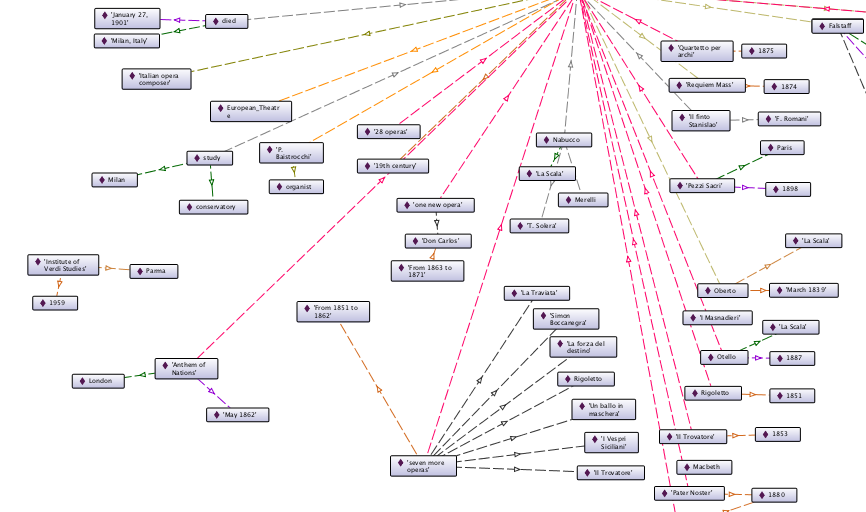 'January 27,
1901'
died
'Milan, Italy'
Falstaff
'Quartetto per
archi'
1875
'Italian opera
composer'
'Requiem Mass'
1874
European_Theatr
e
'Il finto
Stanislao'
'F. Romani'
'28 operas'
Nabucco
Paris
study
'P.
Baistrocchi'
'19th century'
'La Scala'
Milan
organist
'Pezzi Sacri'
1898
Merelli
conservatory
'one new opera'
'T. Solera'
'Don Carlos'
'La Scala'
'Institute of
Verdi Studies'
Parma
'From 1863 to
1871'
1959
'La Traviata'
Oberto
'March 1839'
'From 1851 to
1862'
'Simon
Boccanegra'
'I Masnadieri'
'La Scala'
'La forza del
destino'
Otello
1887
'Anthem of
Nations'
London
Rigoletto
Rigoletto
1851
'May 1862'
'Un ballo in
maschera'
'I Vespri
Siciliani'
'Il Trovatore'
1853
'seven more
operas'
'Il Trovatore'
Macbeth
'Pater Noster'
1880